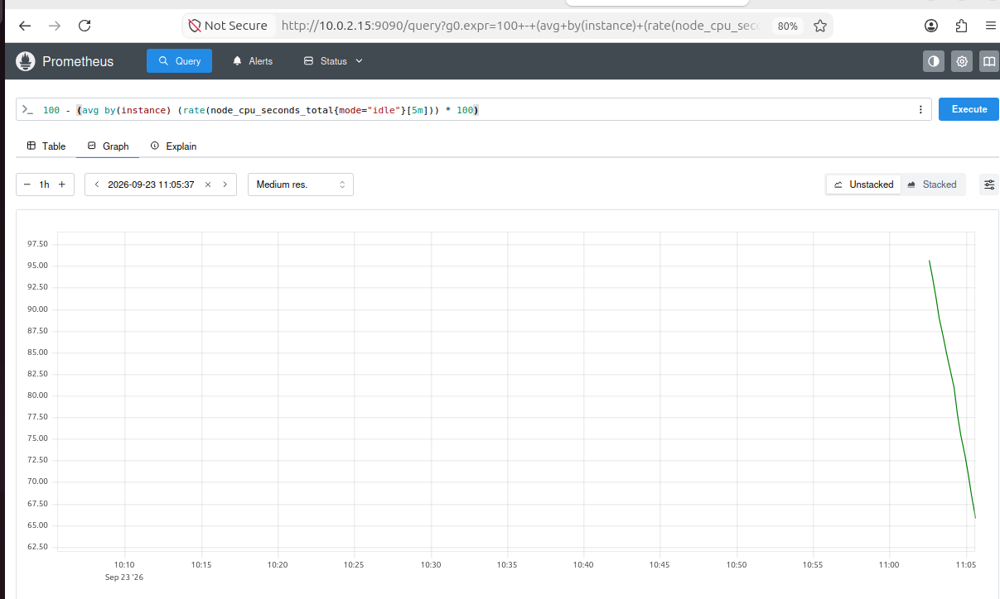 Not Secure http://10.0.2.15:9090/query?g0.expr=100+-+(avg+by(instance)+(rate(node_cpu_sec 80%
Prometheus Query Alerts Status
>_ 100 - (avg by(instance) (rate(node_cpu_seconds_total{mode="idle"}[5m])) * 100) Execute
Table Graph Explain
− 1h + < 2026-09-23 11:05:37 × > Medium res. Unstacked Stacked
97.50
95.00
92.50
90.00
87.50
85.00
82.50
80.00
77.50
75.00
72.50
70.00
67.50
65.00
62.50
10:10 10:15 10:20 10:25 10:30 10:35 10:40 10:45 10:50 10:55 11:00 11:05
Sep 23 '26